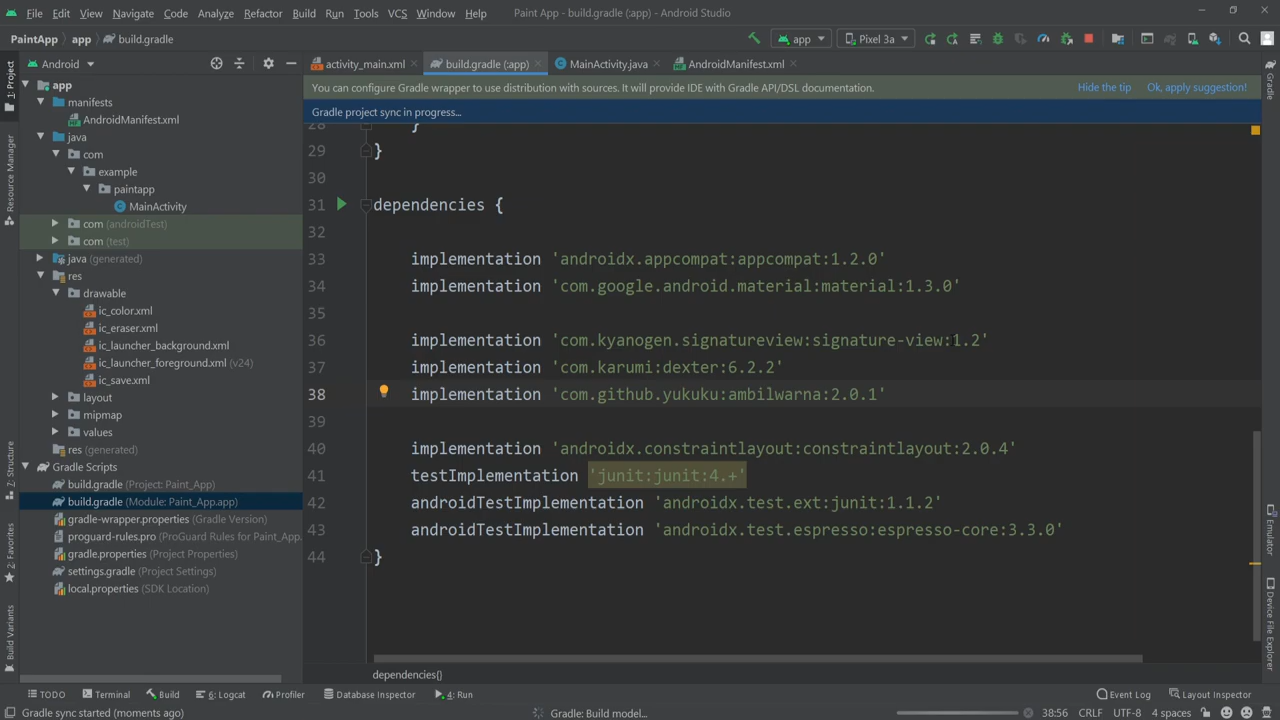 File Edit View Navigate Code Analyze Refactor Build Run Tools VCS Window Help Paint App - build.gradle (:app) - Android Studio
PaintApp app build.gradle app Pixel 3a
Android activity_main.xml build.gradle (:app) MainActivity.java AndroidManifest.xml
You can configure Gradle wrapper to use distribution with sources. It will provide IDE with Gradle API/DSL documentation. Hide the tip Ok, apply suggestion!
Gradle project sync in progress...
1: Project
Resource Manager
Z: Structure
2: Favorites
Build Variants
app
manifests
AndroidManifest.xml
java
com
example
paintapp
MainActivity
com (androidTest)
com (test)
java (generated)
res
drawable
ic_color.xml
ic_eraser.xml
ic_launcher_background.xml
ic_launcher_foreground.xml (v24)
ic_save.xml
layout
mipmap
values
res (generated)
Gradle Scripts
build.gradle (Project: Paint_App)
build.gradle (Module: Paint_App.app)
gradle-wrapper.properties (Gradle Version)
proguard-rules.pro (ProGuard Rules for Paint_App.
gradle.properties (Project Properties)
settings.gradle (Project Settings)
local.properties (SDK Location)
28 }
29 }
30
31 dependencies {
32
33 implementation 'androidx.appcompat:appcompat:1.2.0'
34 implementation 'com.google.android.material:material:1.3.0'
35
36 implementation 'com.kyanogen.signatureview:signature-view:1.2'
37 implementation 'com.karumi:dexter:6.2.2'
38 implementation 'com.github.yukuku:ambilwarna:2.0.1'
39
40 implementation 'androidx.constraintlayout:constraintlayout:2.0.4'
41 testImplementation 'junit:junit:4.+'
42 androidTestImplementation 'androidx.test.ext:junit:1.1.2'
43 androidTestImplementation 'androidx.test.espresso:espresso-core:3.3.0'
44 }
dependencies{}
Gradle
Emulator
Device File Explorer
TODO Terminal Build 6: Logcat Profiler Database Inspector 4: Run Event Log Layout Inspector
Gradle sync started (moments ago) Gradle: Build model... 38:56 CRLF UTF-8 4 spaces